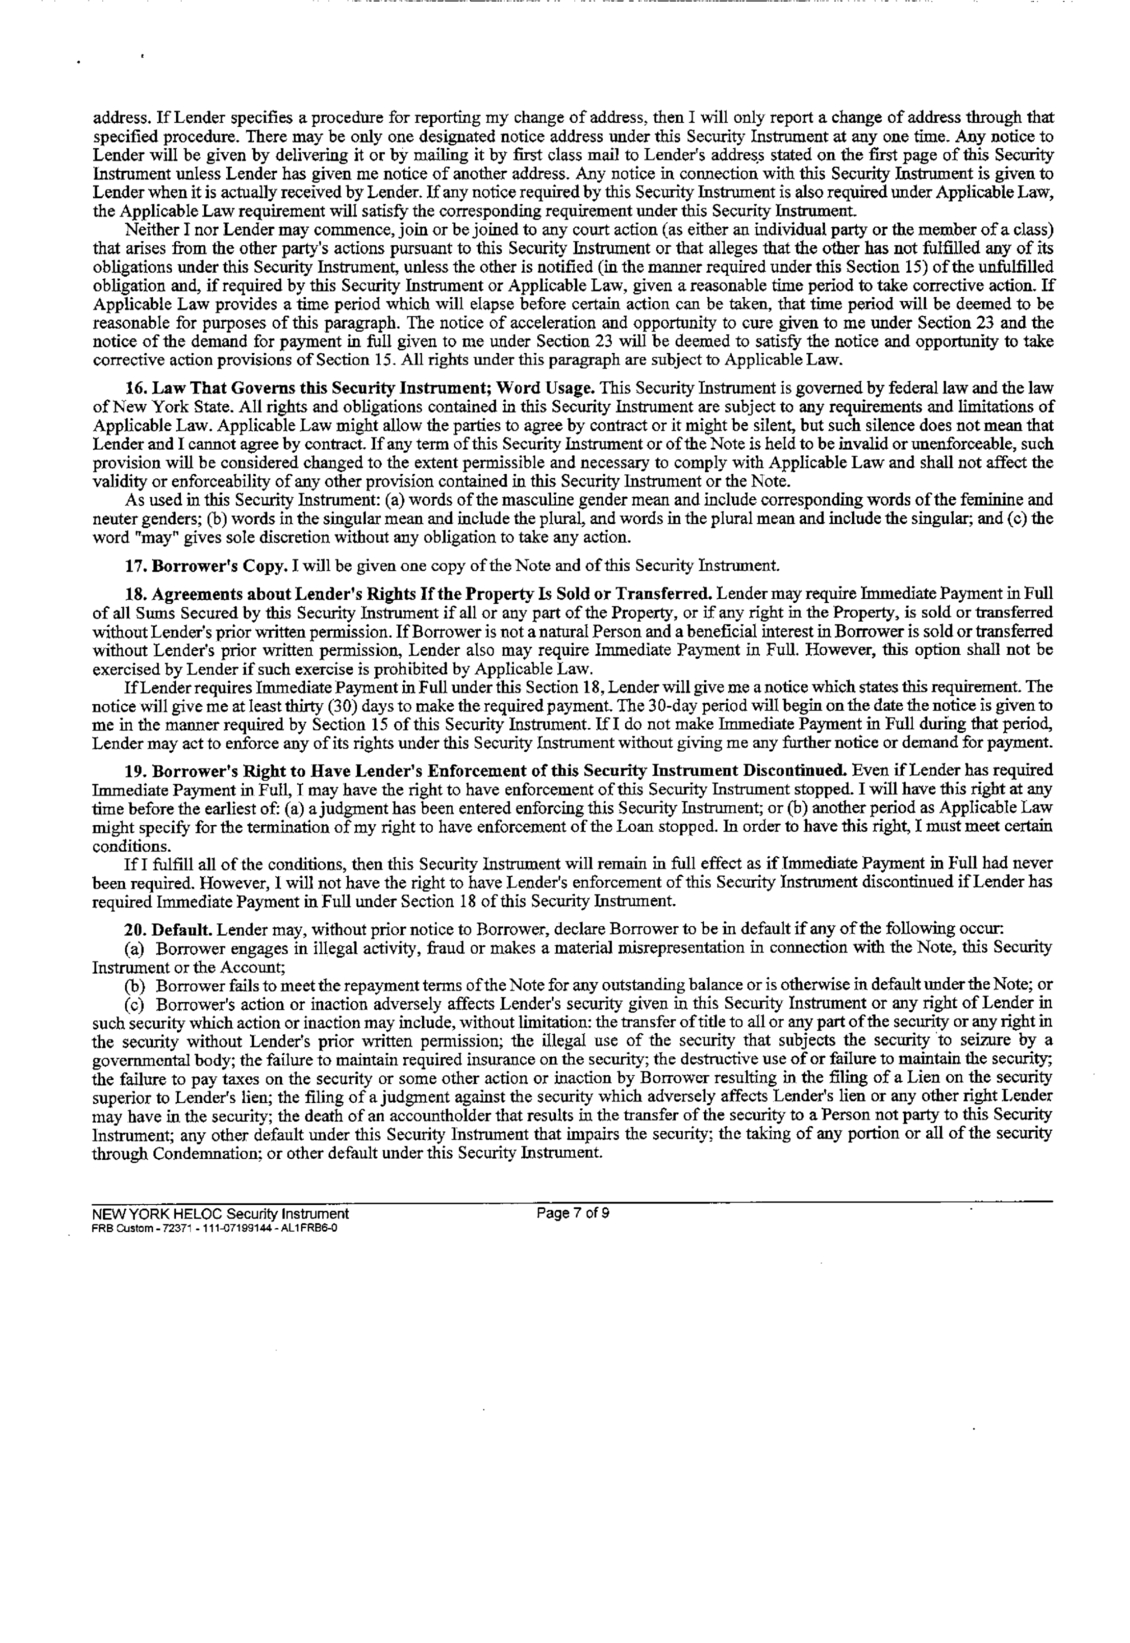 address. If Lender specifies a procedure for reporting my change of address, then I will only report a change of address through that
specified procedure. There may be only one designated notice address under this Security Instrument at any one time. Any notice to
Lender will be given by delivering it or by mailing it by first class mail to Lender's address stated on the first page of this Security
Instrument unless Lender has given me notice of another address. Any notice in connection with this Security Instrument is given to
Lender when it is actually received by Lender. If any notice required by this Security Instrument is also required under Applicable Law,
the Applicable Law requirement will satisfy the corresponding requirement under this Security Instrument.
Neither I nor Lender may commence, join or be joined to any court action (as either an individual party or the member of a class)
that arises from the other party's actions pursuant to this Security Instrument or that alleges that the other has not fulfilled any of its
obligations under this Security Instrument, unless the other is notified (in the manner required under this Section 15) of the unfulfilled
obligation and, if required by this Security Instrument or Applicable Law, given a reasonable time period to take corrective action. If
Applicable Law provides a time period which will elapse before certain action can be taken, that time period will be deemed to be
reasonable for purposes of this paragraph. The notice of acceleration and opportunity to cure given to me under Section 23 and the
notice of the demand for payment in full given to me under Section 23 will be deemed to satisfy the notice and opportunity to take
corrective action provisions of Section 15. All rights under this paragraph are subject to Applicable Law.
16. Law That Governs this Security Instrument; Word Usage. This Security Instrument is governed by federal law and the law
of New York State. All rights and obligations contained in this Security Instrument are subject to any requirements and limitations of
Applicable Law. Applicable Law might allow the parties to agree by contract or it might be silent, but such silence does not mean that
Lender and I cannot agree by contract. If any term of this Security Instrument or of the Note is held to be invalid or unenforceable, such
provision will be considered changed to the extent permissible and necessary to comply with Applicable Law and shall not affect the
validity or enforceability of any other provision contained in this Security Instrument or the Note.
As used in this Security Instrument: (a) words of the masculine gender mean and include corresponding words of the feminine and
neuter genders; (b) words in the singular mean and include the plural, and words in the plural mean and include the singular; and (c) the
word "may" gives sole discretion without any obligation to take any action.
17. Borrower's Copy. I will be given one copy of the Note and of this Security Instrument.
18. Agreements about Lender's Rights If the Property Is Sold or Transferred. Lender may require Immediate Payment in Full
of all Sums Secured by this Security Instrument if all or any part of the Property, or if any right in the Property, is sold or transferred
without Lender's prior written permission. If Borrower is not a natural Person and a beneficial interest in Borrower is sold or transferred
without Lender's prior written permission, Lender also may require Immediate Payment in Full. However, this option shall not be
exercised by Lender if such exercise is prohibited by Applicable Law.
If Lender requires Immediate Payment in Full under this Section 18, Lender will give me a notice which states this requirement. The
notice will give me at least thirty (30) days to make the required payment. The 30-day period will begin on the date the notice is given to
me in the manner required by Section 15 of this Security Instrument. If I do not make Immediate Payment in Full during that period,
Lender may act to enforce any of its rights under this Security Instrument without giving me any further notice or demand for payment.
19. Borrower's Right to Have Lender's Enforcement of this Security Instrument Discontinued. Even if Lender has required
Immediate Payment in Full, I may have the right to have enforcement of this Security Instrument stopped. I will have this right at any
time before the earliest of: (a) a judgment has been entered enforcing this Security Instrument; or (b) another period as Applicable Law
might specify for the termination of my right to have enforcement of the Loan stopped. In order to have this right, I must meet certain
conditions.
If I fulfill all of the conditions, then this Security Instrument will remain in full effect as if Immediate Payment in Full had never
been required. However, I will not have the right to have Lender's enforcement of this Security Instrument discontinued if Lender has
required Immediate Payment in Full under Section 18 of this Security Instrument.
20. Default. Lender may, without prior notice to Borrower, declare Borrower to be in default if any of the following occur:
(a) Borrower engages in illegal activity, fraud or makes a material misrepresentation in connection with the Note, this Security
Instrument or the Account;
(b) Borrower fails to meet the repayment terms of the Note for any outstanding balance or is otherwise in default under the Note; or
(c) Borrower's action or inaction adversely affects Lender's security given in this Security Instrument or any right of Lender in
such security which action or inaction may include, without limitation: the transfer of title to all or any part of the security or any right in
the security without Lender's prior written permission; the illegal use of the security that subjects the security to seizure by a
governmental body; the failure to maintain required insurance on the security; the destructive use of or failure to maintain the security;
the failure to pay taxes on the security or some other action or inaction by Borrower resulting in the filing of a Lien on the security
superior to Lender's lien; the filing of a judgment against the security which adversely affects Lender's lien or any other right Lender
may have in the security; the death of an accountholder that results in the transfer of the security to a Person not party to this Security
Instrument; any other default under this Security Instrument that impairs the security; the taking of any portion or all of the security
through Condemnation; or other default under this Security Instrument.
NEW YORK HELOC Security Instrument
Page 7 of 9
FRB Custom - 72371 - 111-07199144 - AL1FRB6-0